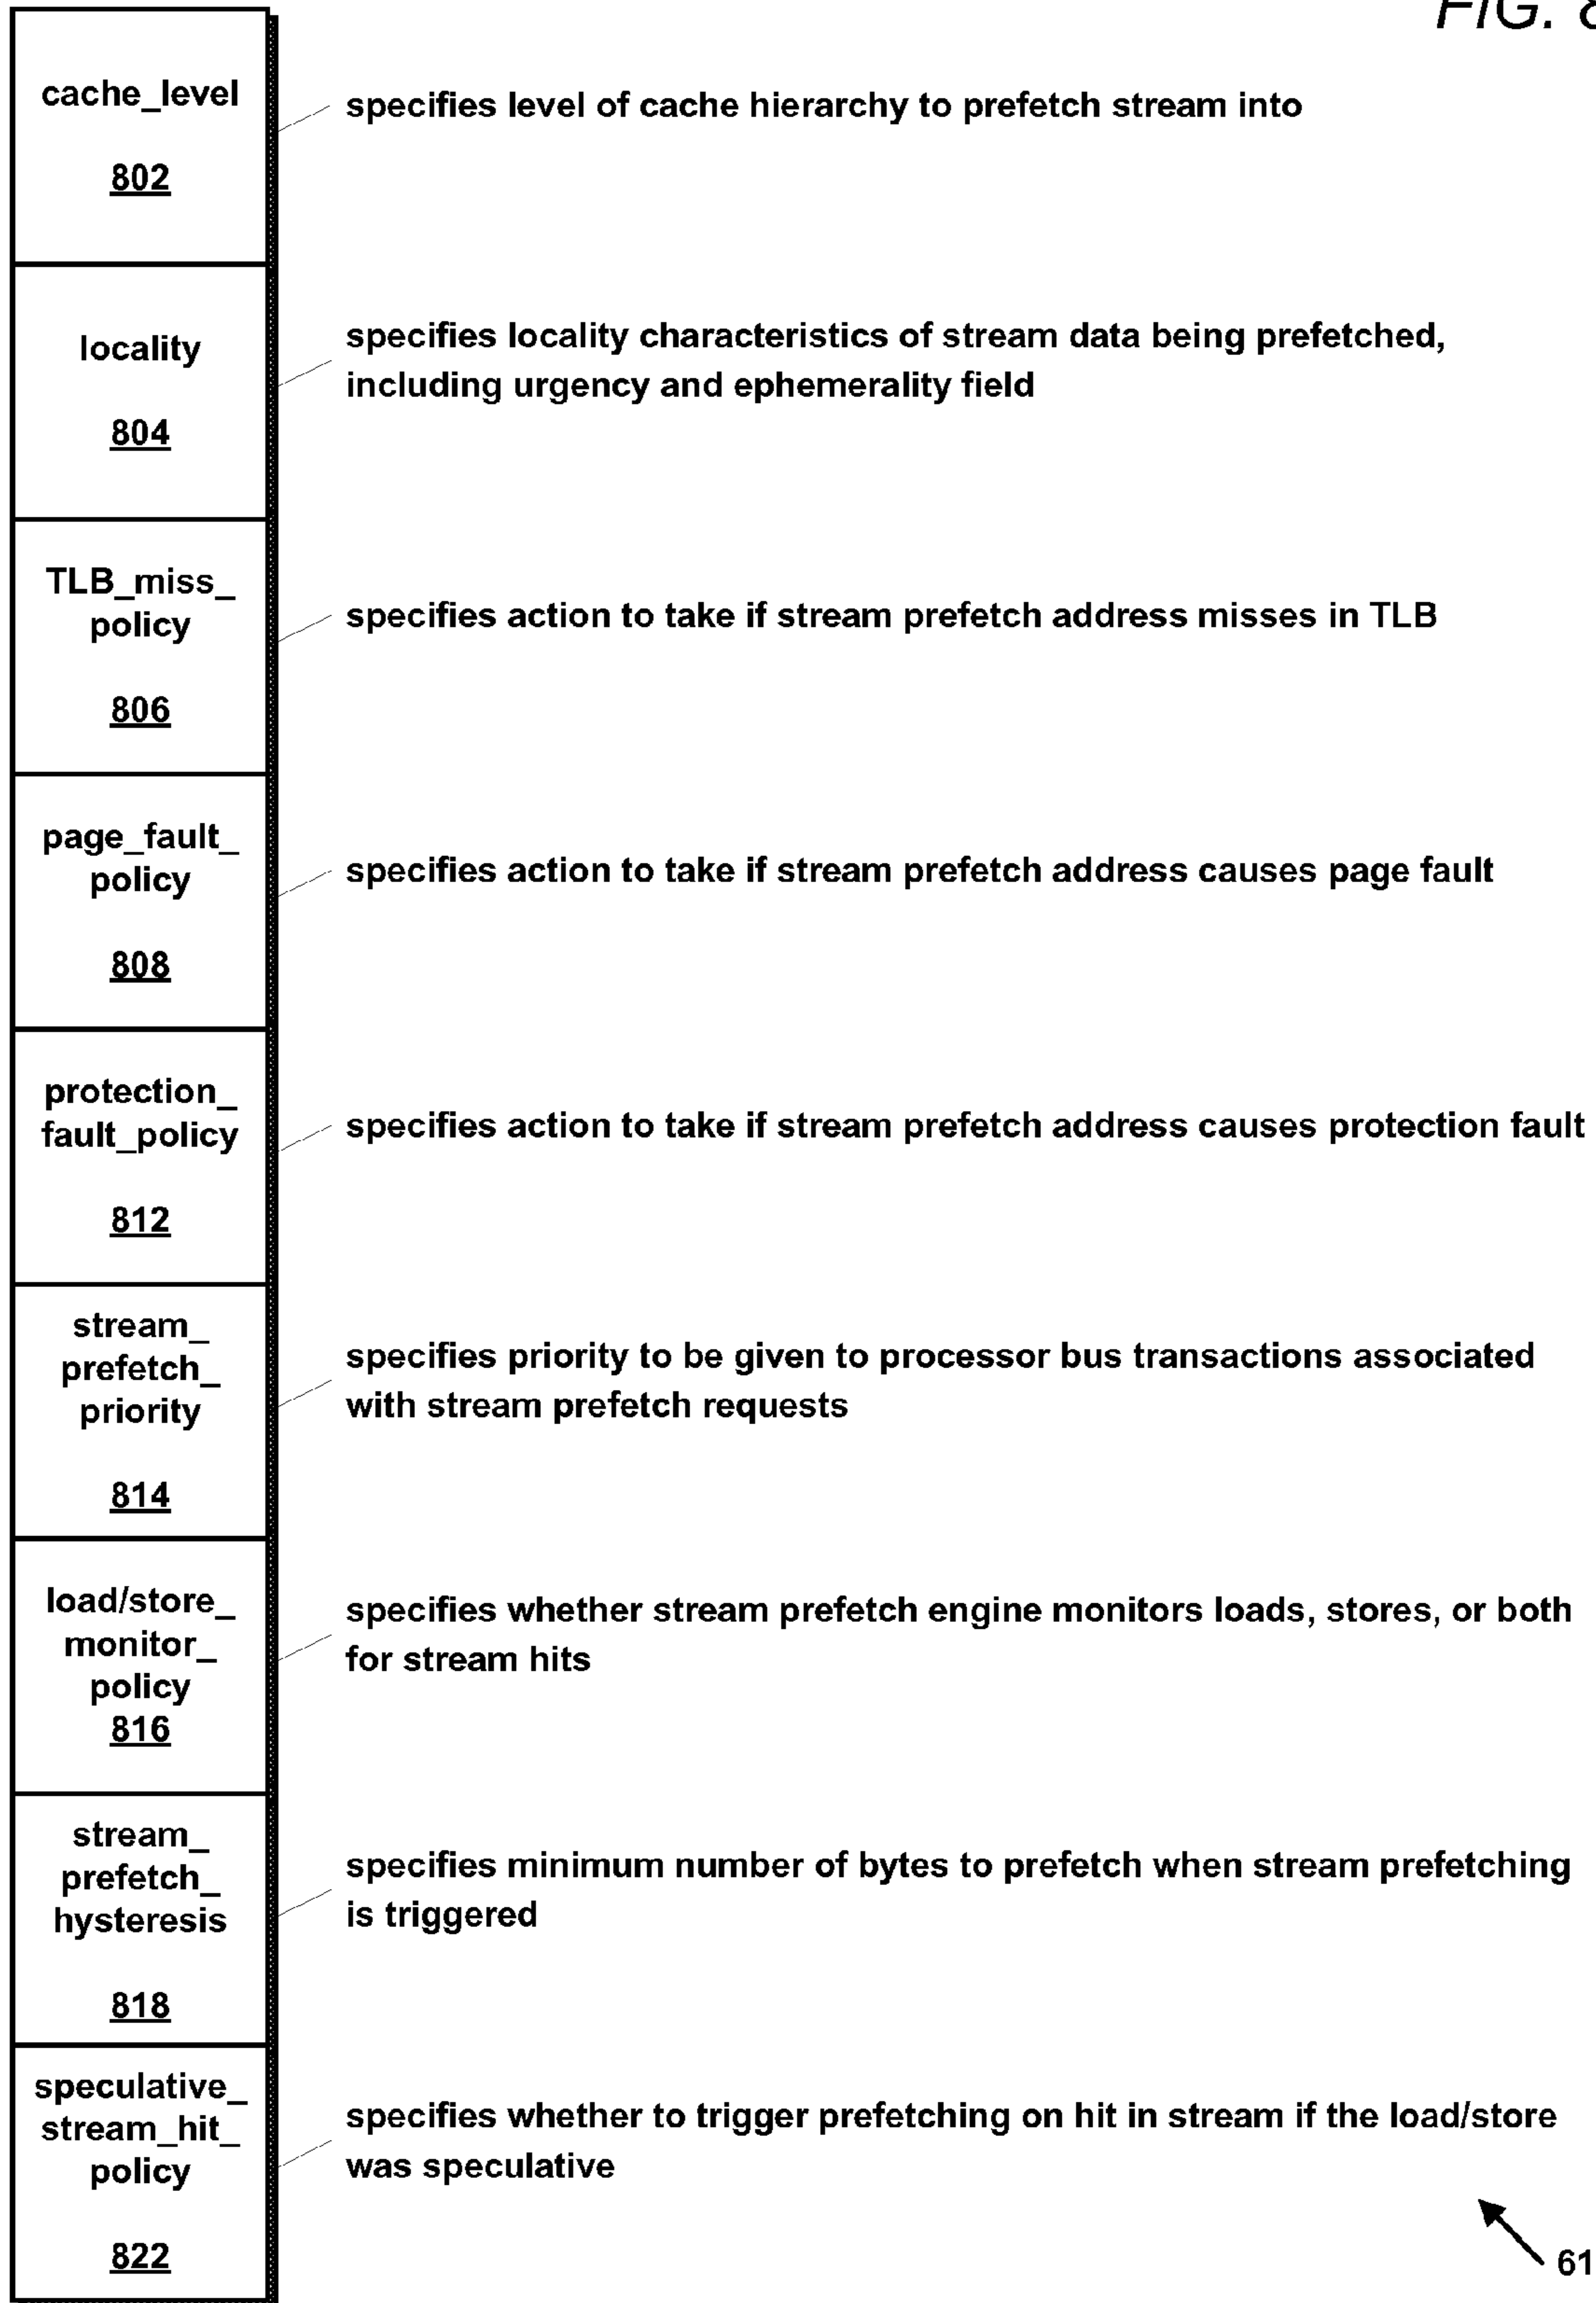 FIG. 8
cache_level
802
specifies level of cache hierarchy to prefetch stream into
locality
804
specifies locality characteristics of stream data being prefetched,
including urgency and ephemerality field
TLB_miss_
policy
806
specifies action to take if stream prefetch address misses in TLB
page_fault_
policy
808
specifies action to take if stream prefetch address causes page fault
protection_
fault_policy
812
specifies action to take if stream prefetch address causes protection fault
stream_
prefetch_
priority
814
specifies priority to be given to processor bus transactions associated
with stream prefetch requests
load/store_
monitor_
policy
816
specifies whether stream prefetch engine monitors loads, stores, or both
for stream hits
stream_
prefetch_
hysteresis
818
specifies minimum number of bytes to prefetch when stream prefetching
is triggered
speculative_
stream_hit_
policy
822
specifies whether to trigger prefetching on hit in stream if the load/store
was speculative
61